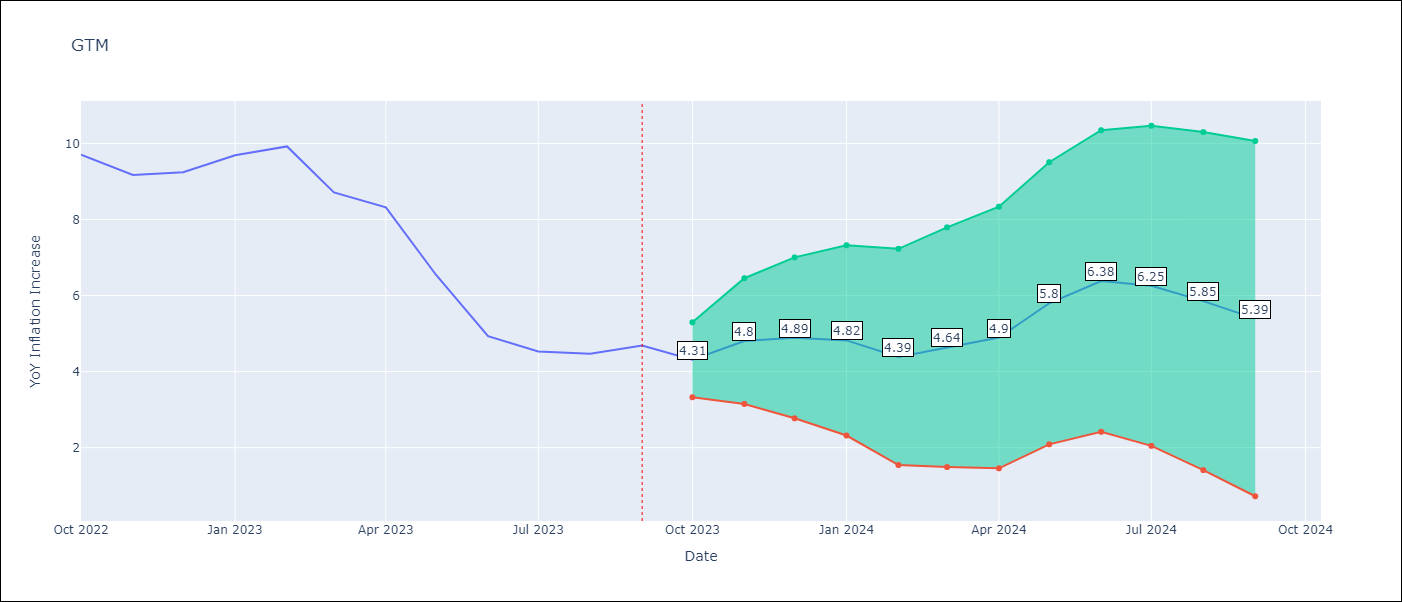 GTM
YoY Inflation Increase
10
8
6
4
2
4.31
4.8
4.89
4.82
4.39
4.64
4.9
5.8
6.38
6.25
5.85
5.39
Oct 2022
Jan 2023
Apr 2023
Jul 2023
Oct 2023
Jan 2024
Apr 2024
Jul 2024
Oct 2024
Date